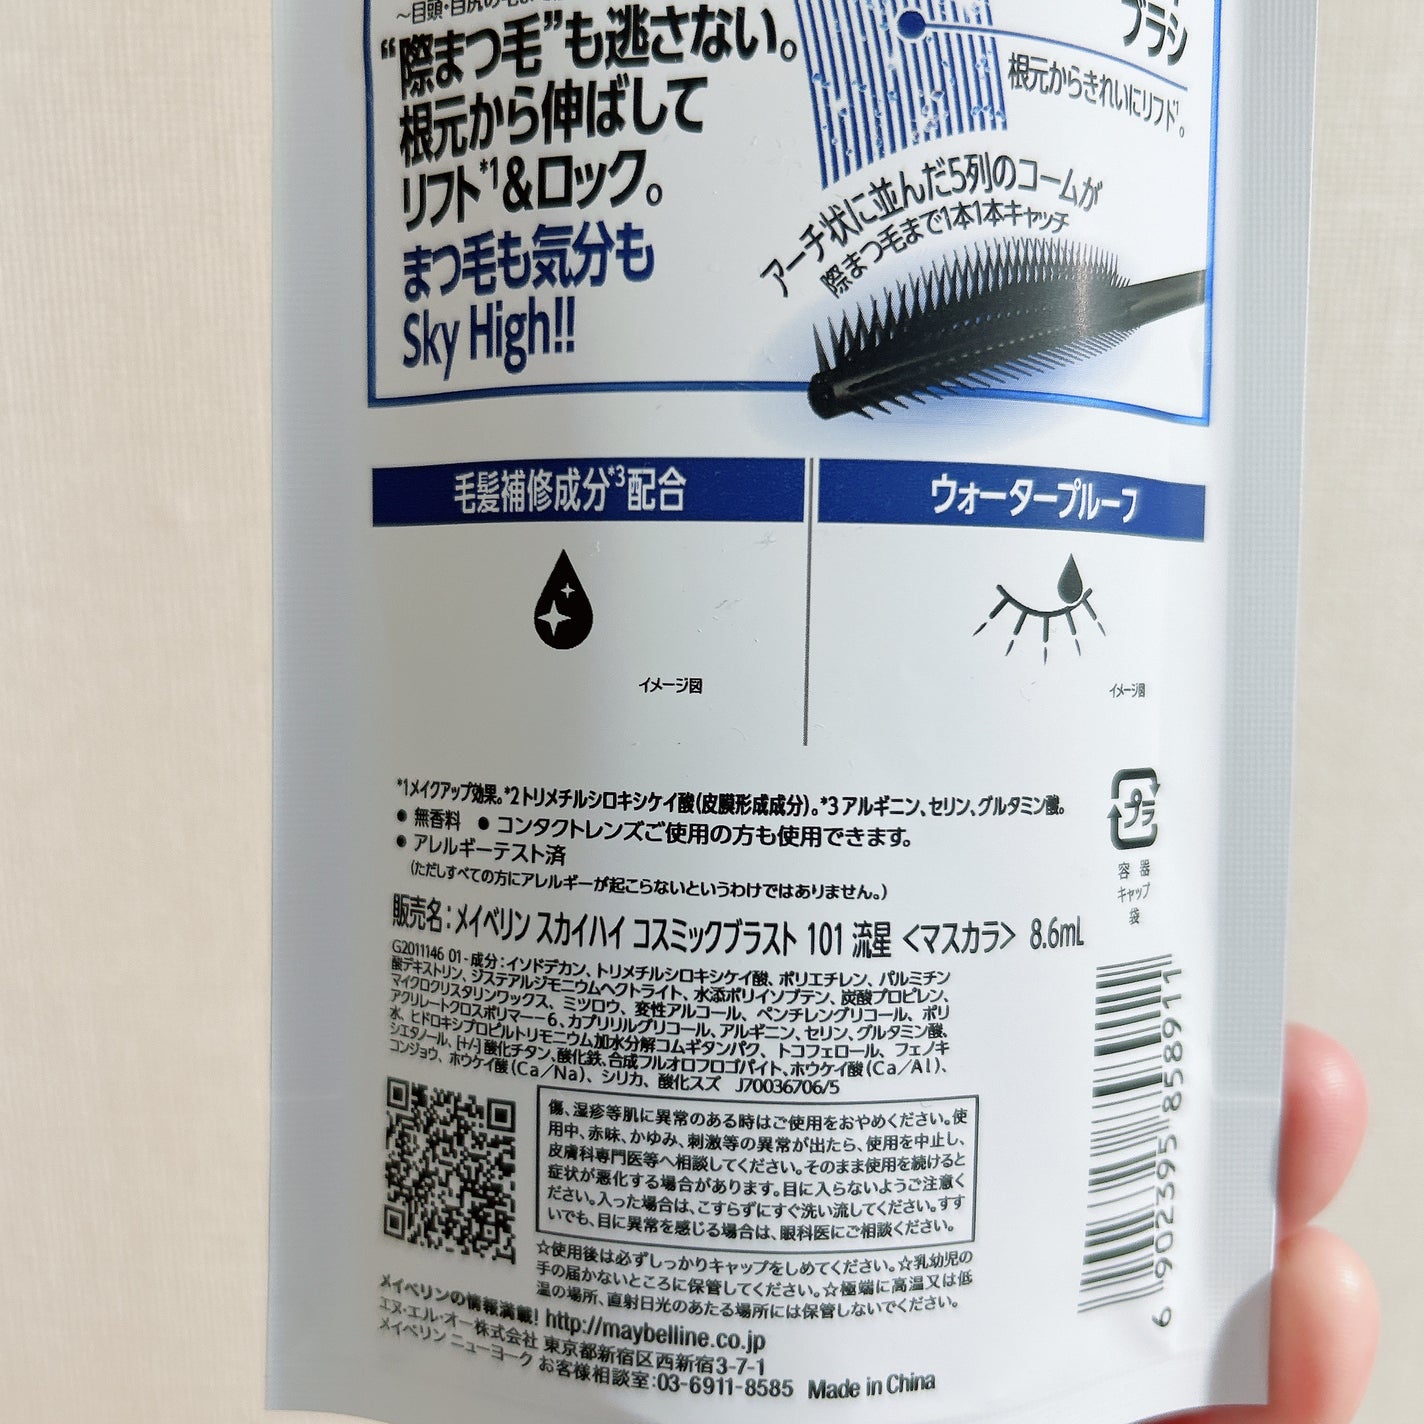 “際まつ毛”も逃さない。
根元から伸ばして
リフト*1&ロック。
まつ毛も気分も
Sky High!!
ブラシ
根元からきれいにリフト*1。
アーチ状に並んだ5列のコームが
際まつ毛まで1本1本キャッチ
毛髪補修成分*3配合
イメージ図
ウォータープルーフ
イメージ図
*1メイクアップ効果。*2トリメチルシロキシケイ酸(皮膜形成成分)。*3アルギニン、セリン、グルタミン酸。
● 無香料 ● コンタクトレンズご使用の方も使用できます。
● アレルギーテスト済
(ただしすべての方にアレルギーが起こらないというわけではありません。)
プラ
容器
キャップ
袋
販売名:メイベリン スカイハイ コスミックブラスト 101 流星 <マスカラ> 8.6mL
G2011146 01-成分:イソドデカン、トリメチルシロキシケイ酸、ポリエチレン、パルミチン
酸デキストリン、ジステアルジモニウムヘクトライト、水添ポリイソブテン、炭酸プロピレン、
マイクロクリスタリンワックス、ミツロウ、変性アルコール、ペンチレングリコール、ポリ
アクリレートクロスポリマー-6、カプリリルグリコール、アルギニン、セリン、グルタミン酸、
水、ヒドロキシプロピルトリモニウム加水分解コムギタンパク、トコフェロール、フェノキ
シエタノール、[+/-]酸化チタン、酸化鉄、合成フルオロフロゴパイト、ホウケイ酸(Ca/Al)、
コンジョウ、ホウケイ酸(Ca/Na)、シリカ、酸化スズ J70036706/5
傷、湿疹等肌に異常のある時はご使用をおやめください。使
用中、赤味、かゆみ、刺激等の異常が出たら、使用を中止し、
皮膚科専門医等へ相談してください。そのまま使用を続けると
症状が悪化する場合があります。目に入らないようご注意く
ださい。入った場合は、こすらずにすぐ洗い流してください。すす
いでも、目に異常を感じる場合は、眼科医にご相談ください。
☆使用後は必ずしっかりキャップをしめてください。☆乳幼児の
手の届かないところに保管してください。☆極端に高温又は低
温の場所、直射日光のあたる場所には保管しないでください。
メイベリンの情報満載! http://maybelline.co.jp
エヌ・エル・オー株式会社 東京都新宿区西新宿3-7-1
メイベリン ニューヨーク お客様相談室:03-6911-8585 Made in China
6 902395 858911